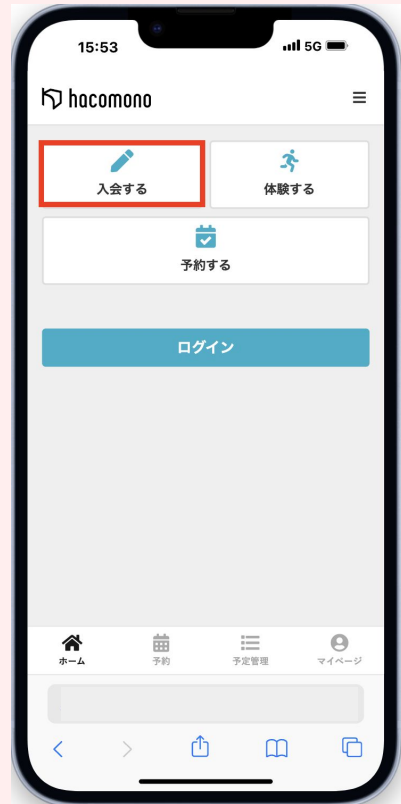 15:53
5G
hacomono
入会する
体験する
予約する
ログイン
ホーム
予約
予定管理
マイページ